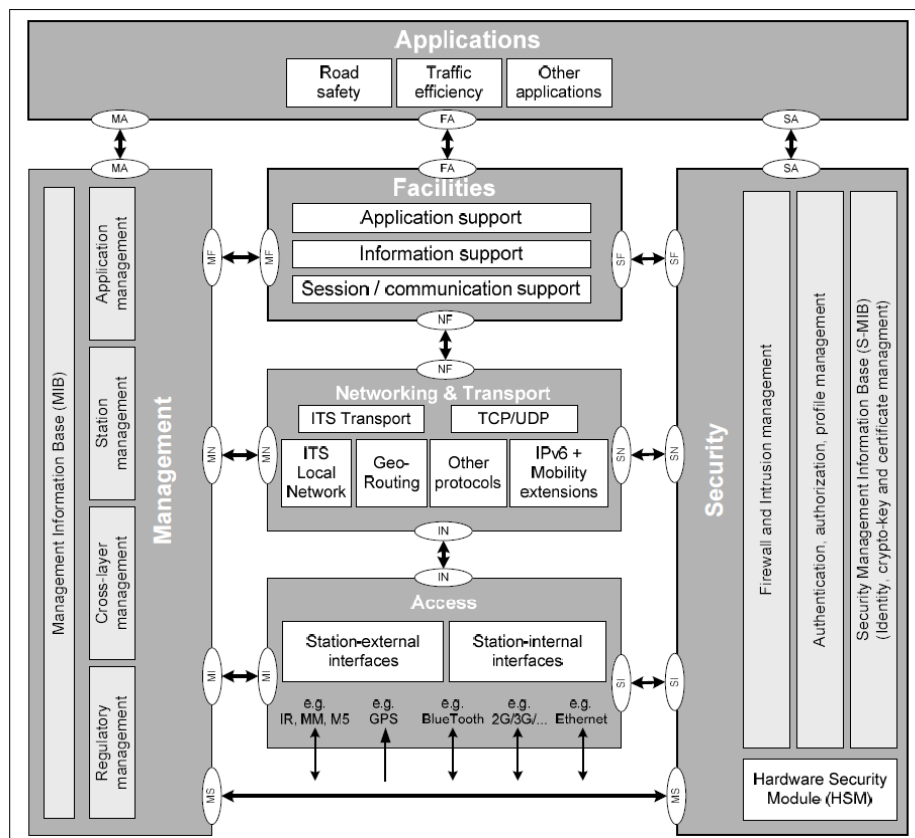 Applications
Road
safety
Traffic
efficiency
Other
applications
MA
FA
SA
MA
FA
SA
Management Information Base (MIB)
Application
management
Station
management
Cross-layer
management
Regulatory
management
Management
MF
MF
MN
MN
MI
MI
MS
Facilities
Application support
Information support
Session / communication support
NF
NF
Networking & Transport
ITS Transport
TCP/UDP
ITS
Local
Network
Geo-
Routing
Other
protocols
IPv6 +
Mobility
extensions
IN
IN
Access
Station-external
interfaces
Station-internal
interfaces
e.g.
IR, MM, M5
e.g.
GPS
e.g.
BlueTooth
e.g.
2G/3G/...
e.g.
Ethernet
SF
SF
SN
SN
SI
SI
MS
Security
Firewall and Intrusion management
Authentication, authorization, profile management
Security Management Information Base (S-MIB)
(Identity, crypto-key and certificate managment)
Hardware Security
Module (HSM)